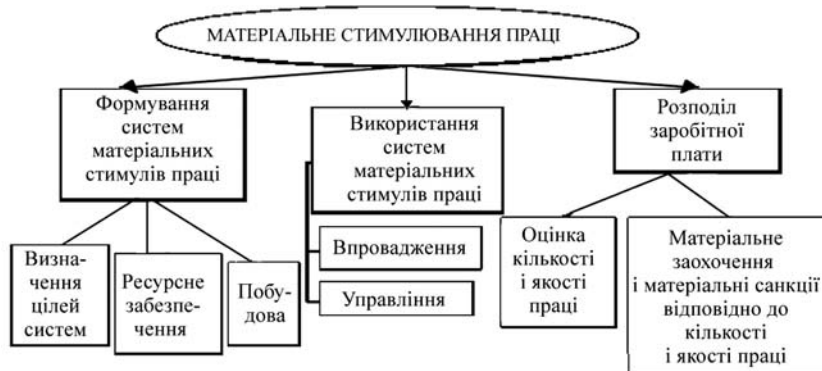 МАТЕРІАЛЬНЕ СТИМУЛЮВАННЯ ПРАЦІ
Формування
систем
матеріальних
стимулів праці
Визна-
чення
цілей
систем
Ресурсне
забезпе-
чення
Побу-
дова
Використання
систем
матеріальних
стимулів праці
Впровадження
Управління
Розподіл
заробітної
плати
Оцінка
кількості
і якості
праці
Матеріальне
заохочення
і матеріальні санкції
відповідно до
кількості
і якості праці